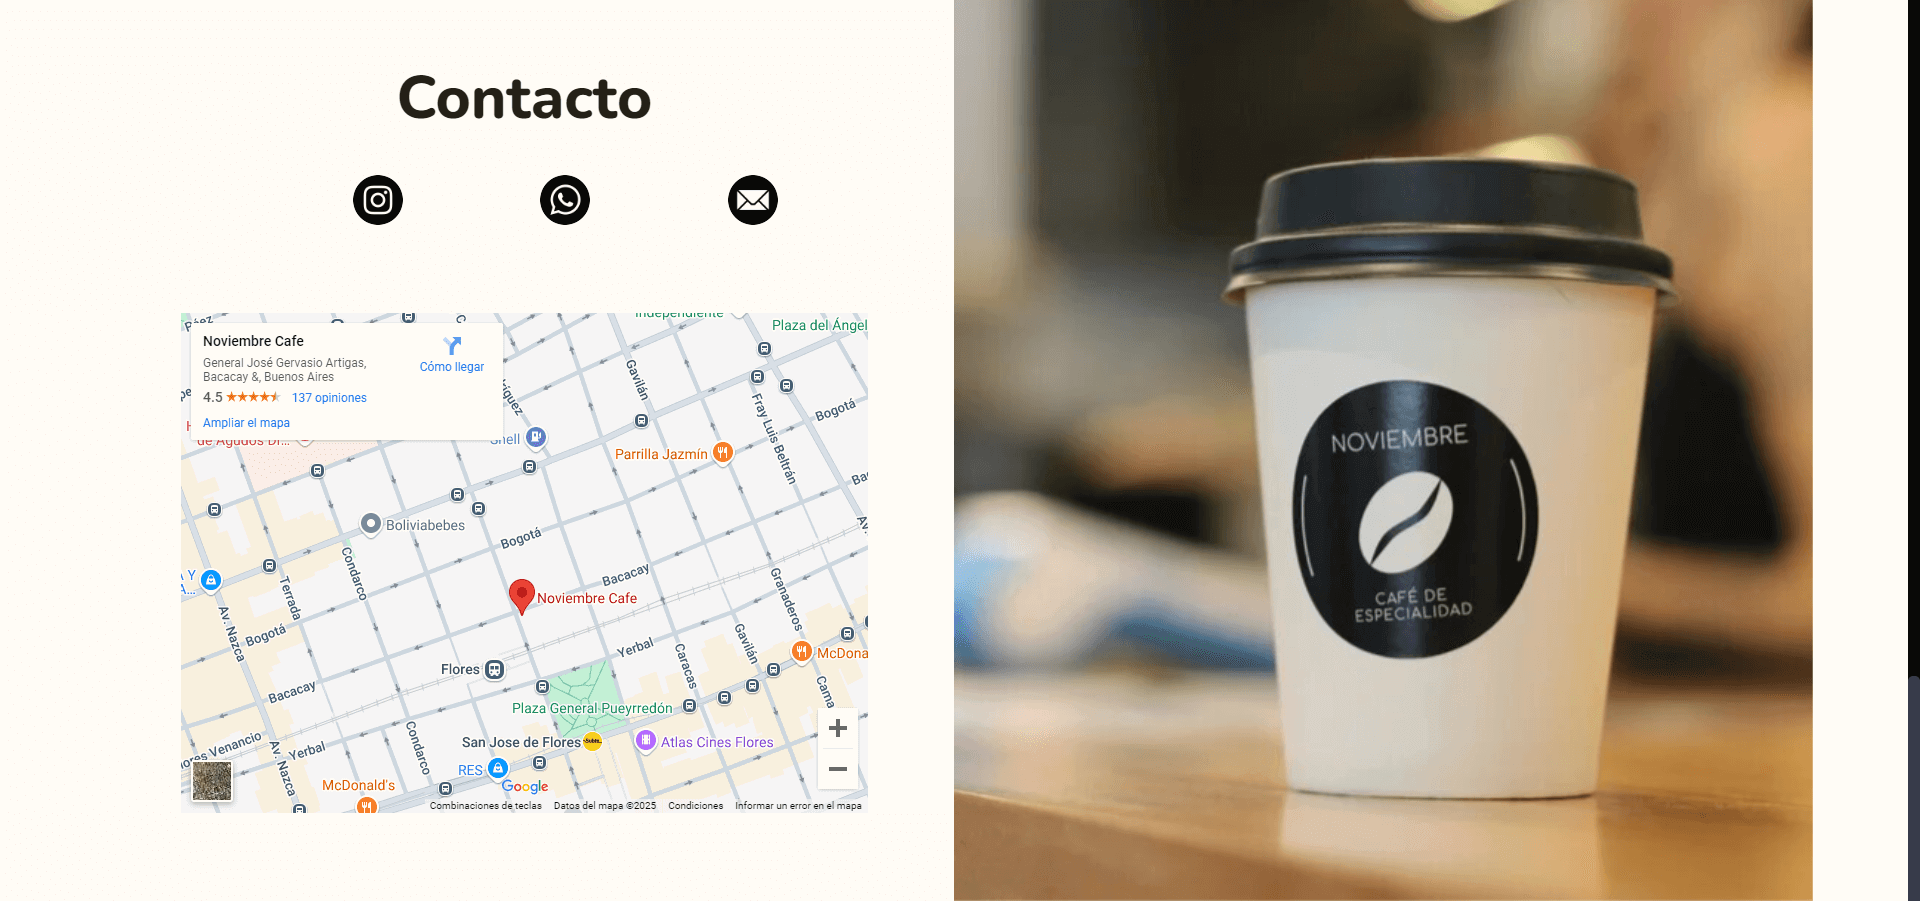 Contacto
Independiente
Plaza del Ángel
Noviembre Cafe
General José Gervasio Artigas,
Bacacay &, Buenos Aires
4.5
137 opiniones
Cómo llegar
Ampliar el mapa
de Agudos D
Shell
Gavilán
Fray Luis Beltrán
Bogotá
Parrilla Jazmín
Boliviabebes
Bogotá
Condarco
Terrada
Av. Nazca
Bogotá
Bacacay
Noviembre Cafe
Granaderos
Yerbal
Gavilán
Caracas
McDona
Flores
Bacacay
Plaza General Pueyrredón
Cama
San Jose de Flores
Atlas Cines Flores
Condarco
Yerbal
Av. Nazca
ores Venancio
RES
McDonald's
Google
Combinaciones de teclas
Datos del mapa ©2025
Condiciones
Informar un error en el mapa
NOVIEMBRE
CAFÉ DE
ESPECIALIDAD